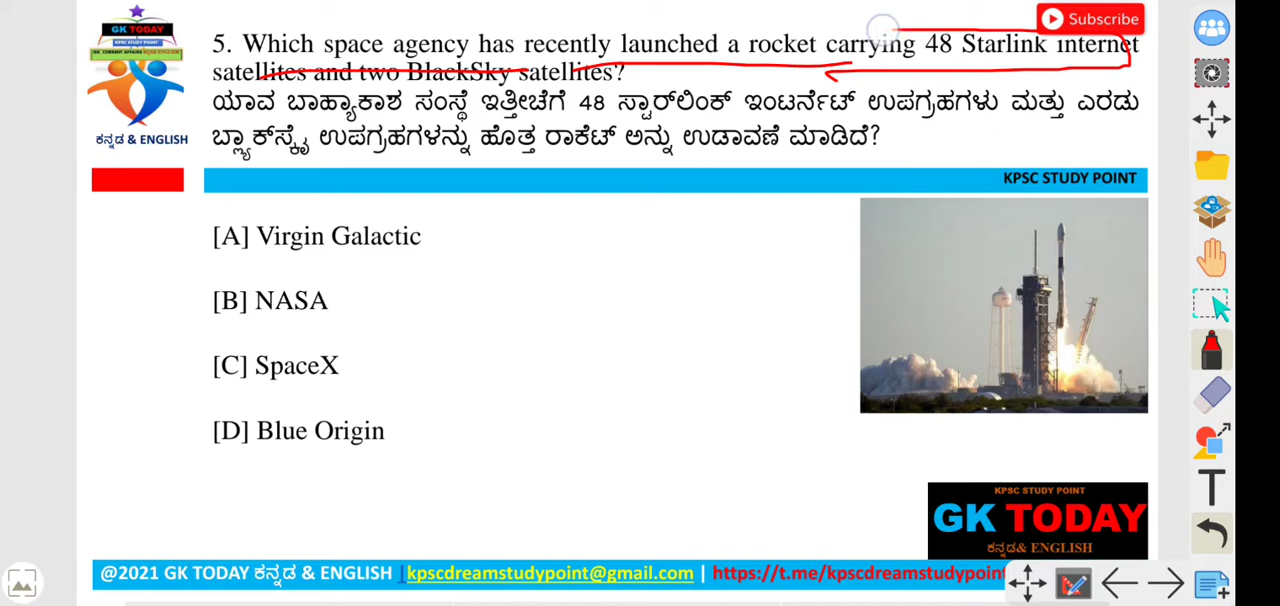 Subscribe
GK TODAY
KPSC STUDY POINT
ಕನ್ನಡ & ENGLISH
5. Which space agency has recently launched a rocket carrying 48 Starlink internet
satellites and two BlackSky satellites?
ಯಾವ ಬಾಹ್ಯಾಕಾಶ ಸಂಸ್ಥೆ ಇತ್ತೀಚೆಗೆ 48 ಸ್ಟಾರ್‌ಲಿಂಕ್ ಇಂಟರ್ನೆಟ್ ಉಪಗ್ರಹಗಳು ಮತ್ತು ಎರಡು
ಬ್ಲ್ಯಾಕ್‌ಸ್ಕೈ ಉಪಗ್ರಹಗಳನ್ನು ಹೊತ್ತ ರಾಕೆಟ್ ಅನ್ನು ಉಡಾವಣೆ ಮಾಡಿದೆ?
KPSC STUDY POINT
[A] Virgin Galactic
[B] NASA
[C] SpaceX
[D] Blue Origin
KPSC STUDY POINT
GK TODAY
ಕನ್ನಡ& ENGLISH
@2021 GK TODAY ಕನ್ನಡ & ENGLISH |kpscdreamstudypoint@gmail.com | https://t.me/kpscdreamstudypoint
T